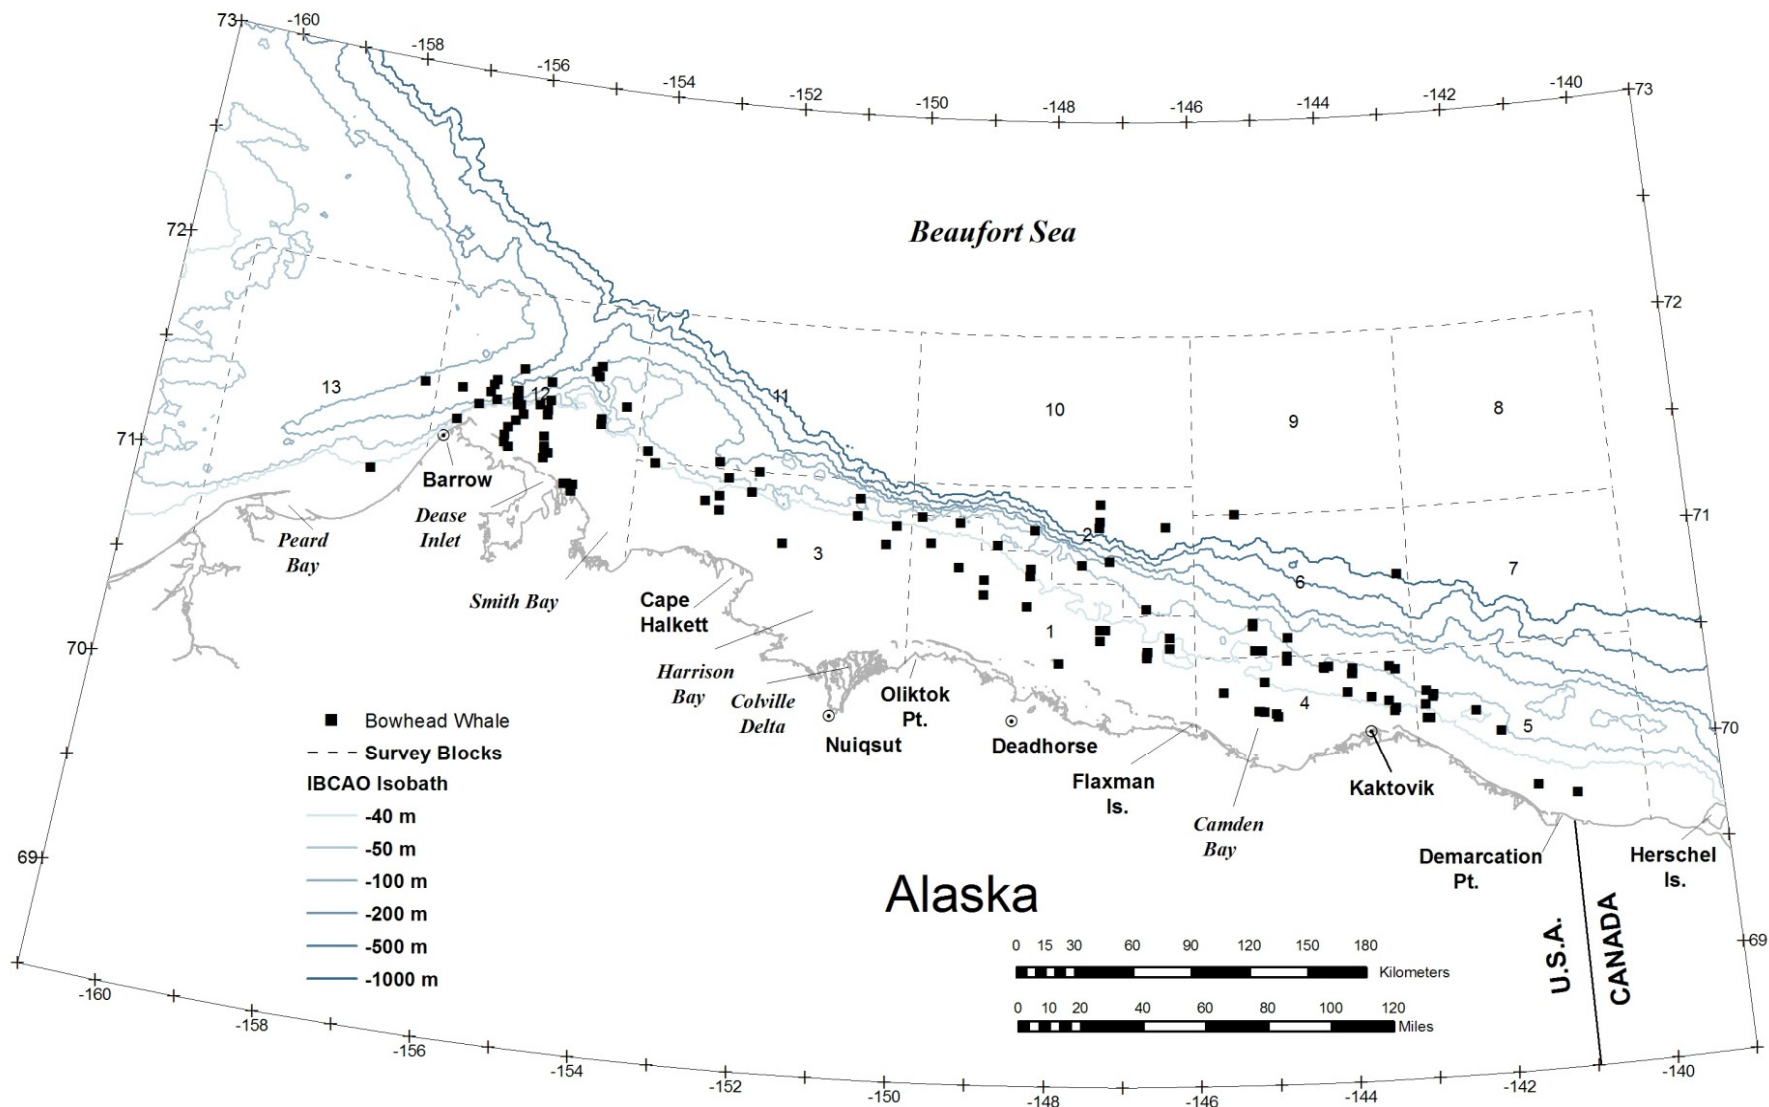 73
-160
-158
-156
-154
-152
-150
-148
-146
-144
-142
-140
73
72
72
71
71
70
70
69
69
Beaufort Sea
13
12
11
10
9
8
7
6
2
3
1
4
5
Barrow
Dease
Inlet
Peard
Bay
Smith Bay
Cape
Halkett
Harrison
Bay
Colville
Delta
Oliktok
Pt.
Nuiqsut
Deadhorse
Flaxman
Is.
Camden
Bay
Kaktovik
Demarcation
Pt.
Herschel
Is.
Alaska
U.S.A.
CANADA
Bowhead Whale
Survey Blocks
IBCAO Isobath
-40 m
-50 m
-100 m
-200 m
-500 m
-1000 m
0 15 30 60 90 120 150 180
Kilometers
0 10 20 40 60 80 100 120
Miles
-160
-158
-156
-154
-152
-150
-148
-146
-144
-142
-140